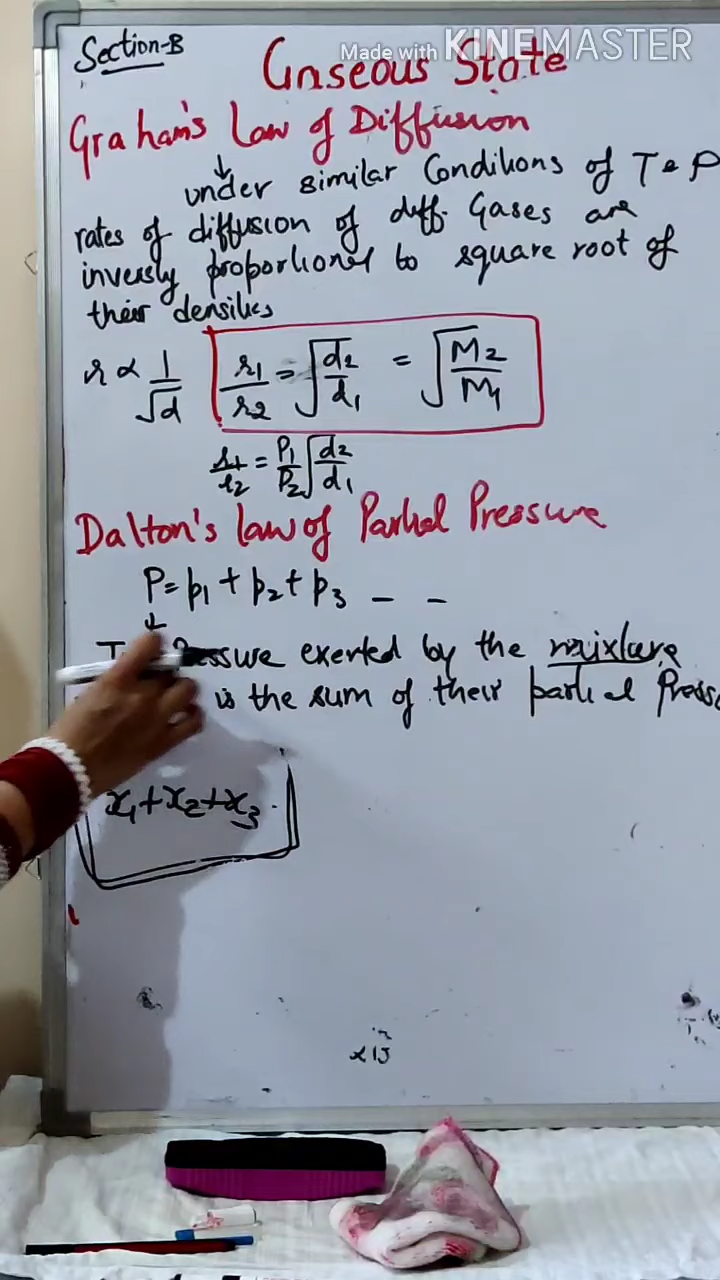 Section-B
Made with KINEMASTER
Gaseous State
Graham's Law of Diffusion
↓
under similar Conditions of T & P
rates of diffusion of diff. Gases are
inversly proportional to square root of
their densities
r ∝ 1/√d
r1/r2 = √d2/d1 = √M2/M1
r1/r2 = P1/P2 √d2/d1
Dalton's law of Partial Pressure
P = p1 + p2 + p3 _ _
↓
exerted by the mixture
is the sum of their partial
x1+x2+x3